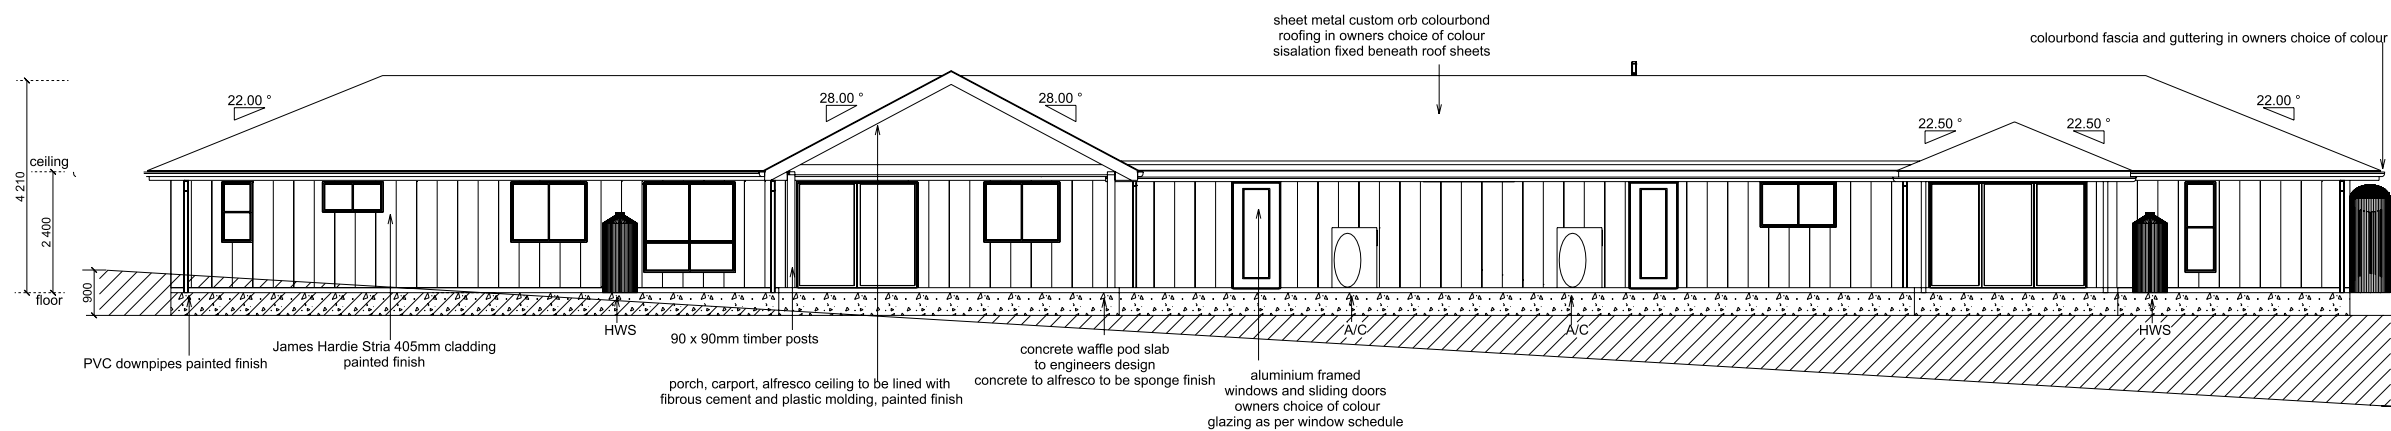 sheet metal custom orb colourbond
roofing in owners choice of colour
sisalation fixed beneath roof sheets
colourbond fascia and guttering in owners choice of colour
22.00 °
28.00 °
28.00 °
22.50 °
22.50 °
22.00 °
ceiling
4 210
2 400
floor
900
HWS
A/C
A/C
HWS
PVC downpipes painted finish
James Hardie Stria 405mm cladding
painted finish
90 x 90mm timber posts
porch, carport, alfresco ceiling to be lined with
fibrous cement and plastic molding, painted finish
concrete waffle pod slab
to engineers design
concrete to alfresco to be sponge finish
aluminium framed
windows and sliding doors
owners choice of colour
glazing as per window schedule